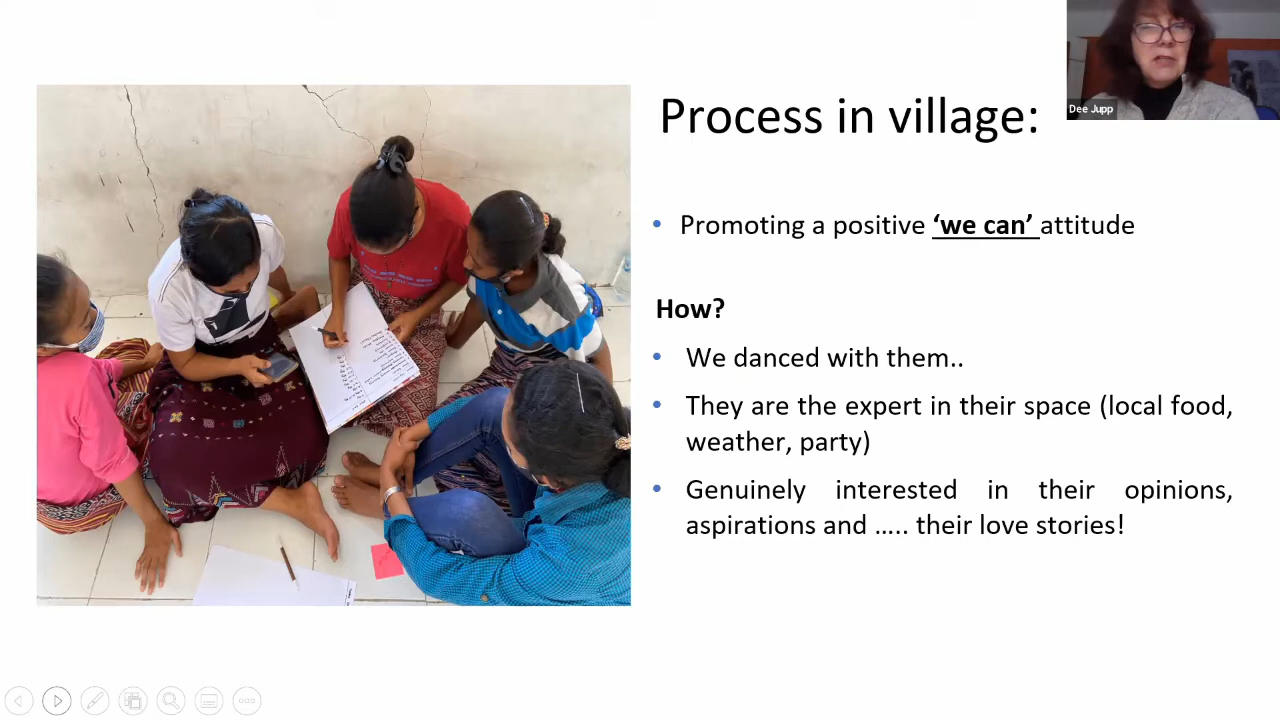 Process in village:
Dee Jupp
• Promoting a positive ‘we can’ attitude
How?
• We danced with them..
• They are the expert in their space (local food,
weather, party)
• Genuinely interested in their opinions,
aspirations and ….. their love stories!